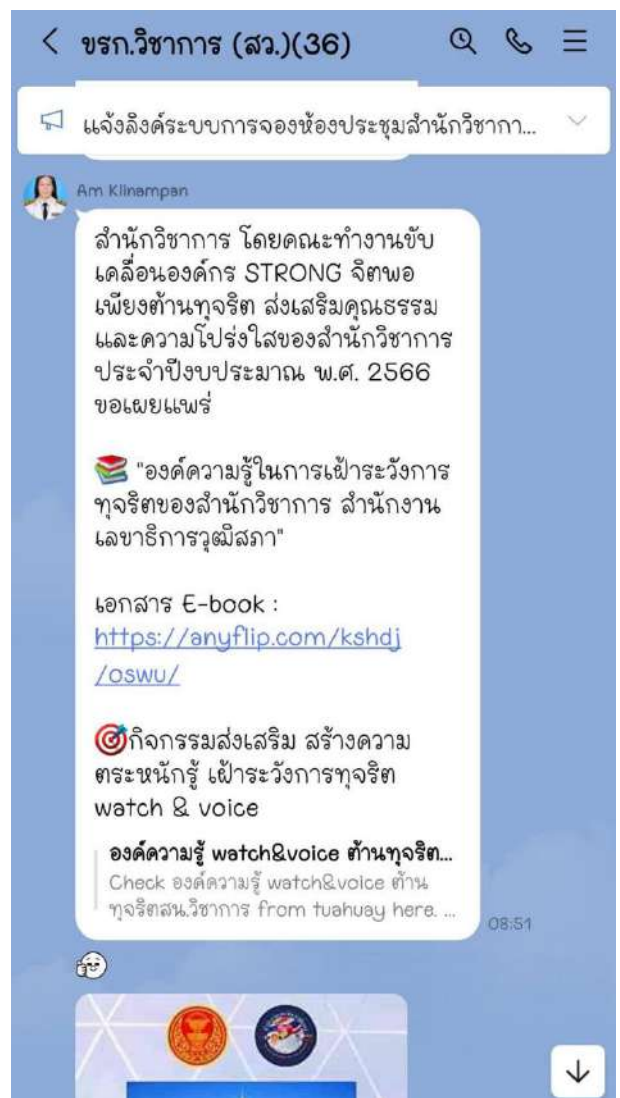 ขรก.วิชาการ (สว.)(36)
แจ้งลิงค์ระบบการจองห้องประชุมสำนักวิชากา...
Am Klinampan
สำนักวิชาการ โดยคณะทำงานขับ
เคลื่อนองค์กร STRONG จิตพอ
เพียงต้านทุจริต ส่งเสริมคุณธรรม
และความโปร่งใสของสำนักวิชาการ
ประจำปีงบประมาณ พ.ศ. 2566
ขอเผยแพร่
"องค์ความรู้ในการเฝ้าระวังการ
ทุจริตของสำนักวิชาการ สำนักงาน
เลขาธิการวุฒิสภา"
เอกสาร E-book :
https://anyflip.com/kshdj
/oswu/
กิจกรรมส่งเสริม สร้างความ
ตระหนักรู้ เฝ้าระวังการทุจริต
watch & voice
องค์ความรู้ watch&voice ต้านทุจริต...
Check องค์ความรู้ watch&voice ต้าน
ทุจริตสน.วิชาการ from tuahuay here. ...
08:51